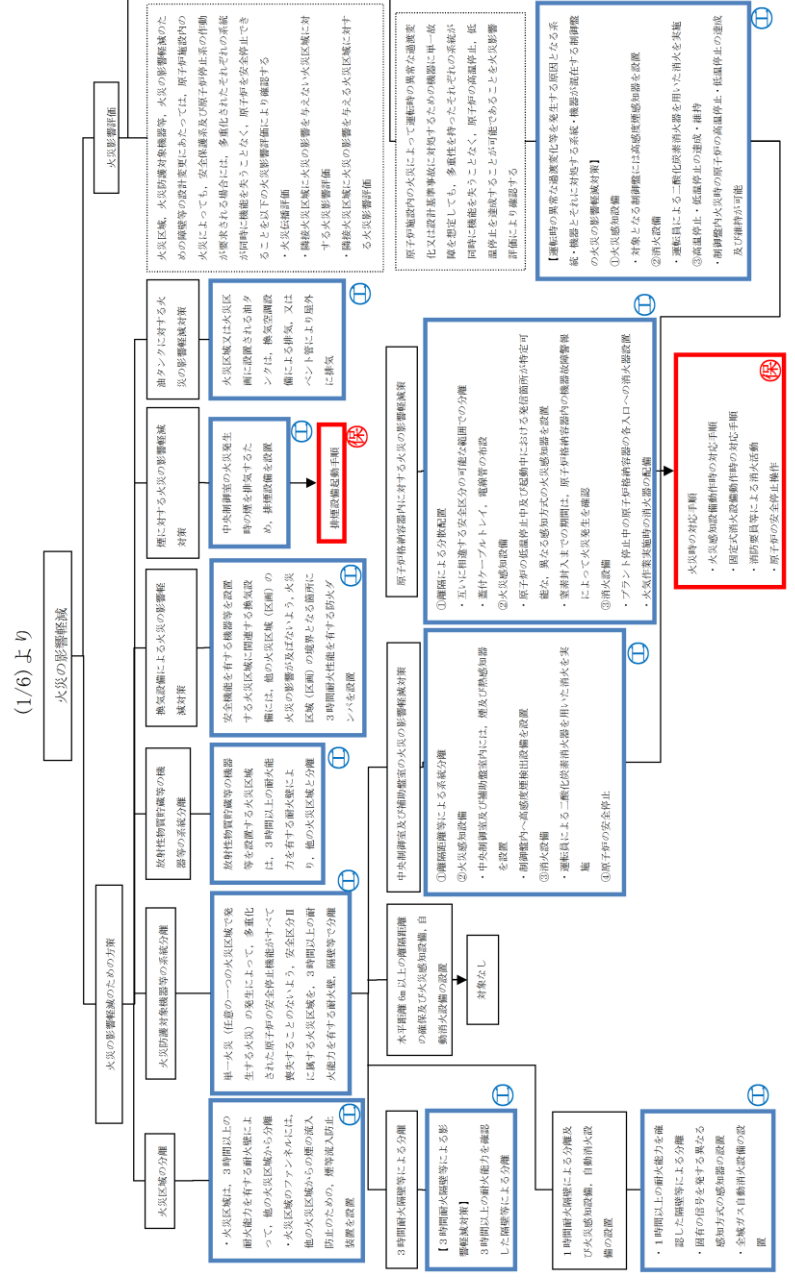 (1/6)より
火災の影響軽減
火災の影響軽減のための方策
火災区域の分離
・火災区域は、3時間以上の
耐火能力を有する耐火壁によ
って、他の火災区域から分離
・火災区域のファンネルには、
他の火災区域からの煙の流入
防止のための、煙等流入防止
装置を設置
工
火災防護対象機器等の系統分離
単一火災（任意の一つの火災区域で発
生する火災）の発生によって、多重化
された原子炉の安全停止機能がすべて
喪失することのないよう、安全区分Ⅱ
に属する火災区域を、3時間以上の耐
火能力を有する耐火壁、隔壁等で分離
工
放射性物質貯蔵等の機
器等の系統分離
放射性物質貯蔵等の機器
等を設置する火災区域
は、3時間以上の耐火能
力を有する耐火壁によ
り、他の火災区域と分離
工
換気設備による火災の影響軽
減対策
安全機能を有する機器等を設置
する火災区域に関連する換気設
備には、他の火災区域（区画）の
火災の影響が及ばないよう、火災
区域（区画）の境界となる箇所に
3時間耐火性能を有する防火ダ
ンパを設置
工
煙に対する火災の影響軽減
対策
中央制御室の火災発生
時の煙を排気するた
め、排煙設備を設置
工
排煙設備起動手順
保
油タンクに対する火
災の影響軽減対策
火災区域又は火災区
画に設置される油タ
ンクは、換気空調設
備による排気、又は
ベント管により屋外
に排気
工
火災影響評価
火災区域、火災防護対象機器等、火災の影響軽減のた
めの障壁等の設計変更にあたっては、原子炉施設内の
火災によっても、安全保護系及び原子炉停止系の作動
が要求される場合には、多重化されたそれぞれの系統
が同時に機能を失うことなく、原子炉を安全停止でき
ることを以下の火災影響評価により確認する
・火災伝播評価
・隣接火災区域に火災の影響を与えない火災区域に対
する火災影響評価
・隣接火災区域に火災の影響を与える火災区域に対す
る火災影響評価
3時間耐火隔壁等による分離
【3時間耐火隔壁等による影
響軽減対策】
3時間以上の耐火能力を確認
した隔壁等による分離
工
水平距離6m以上の離隔距離
の確保及び火災感知設備、自
動消火設備の設置
対象なし
1時間耐火隔壁による分離及
び火災感知設備、自動消火設
備の設置
・1時間以上の耐火能力を確
認した隔壁等による分離
・固有の信号を発する異なる
感知方式の感知器の設置
・全域ガス自動消火設備の設
置
工
中央制御室及び補助盤室の火災の影響軽減対策
①離隔距離等による系統分離
②火災感知設備
・中央制御室及び補助盤室内には、煙及び熱感知器
を設置
・制御盤内へ高感度煙検出設備を設置
③消火設備
・運転員による二酸化炭素消火器を用いた消火を実
施
④原子炉の安全停止
工
原子炉格納容器内に対する火災の影響軽減策
①離隔による分散配置
・互いに相違する安全区分の可能な範囲での分離
・蓋付ケーブルトレイ、電線管の布設
②火災感知設備
・原子炉の低温停止中及び起動中における発信箇所が特定可
能な、異なる感知方式の火災感知器を設置
・窒素封入までの期間は、原子炉格納容器内の機器故障警報
によって火災発生を確認
③消火設備
・プラント停止中の原子炉格納容器の各入口への消火器設置
・火気作業実施時の消火器の配備
工
原子炉施設内の火災によって運転時の異常な過渡変
化又は設計基準事故に対処するための機器に単一故
障を想定しても、多重性を持ったそれぞれの系統が
同時に機能を失うことなく、原子炉の高温停止、低
温停止を達成することが可能であることを火災影響
評価により確認する
【運転時の異常な過渡変化等を発生する原因となる系
統・機器とそれに対処する系統・機器が混在する制御盤
の火災の影響軽減対策】
①火災感知設備
・対象となる制御盤には高感度煙感知器を設置
②消火設備
・運転員による二酸化炭素消火器を用いた消火を実施
③高温停止・低温停止の達成・維持
・制御盤内火災時の原子炉の高温停止・低温停止の達成
及び維持が可能
工
火災時の対応手順
・火災感知設備動作時の対応手順
・固定式消火設備動作時の対応手順
・消防要員等による消火活動
・原子炉の安全停止操作
保